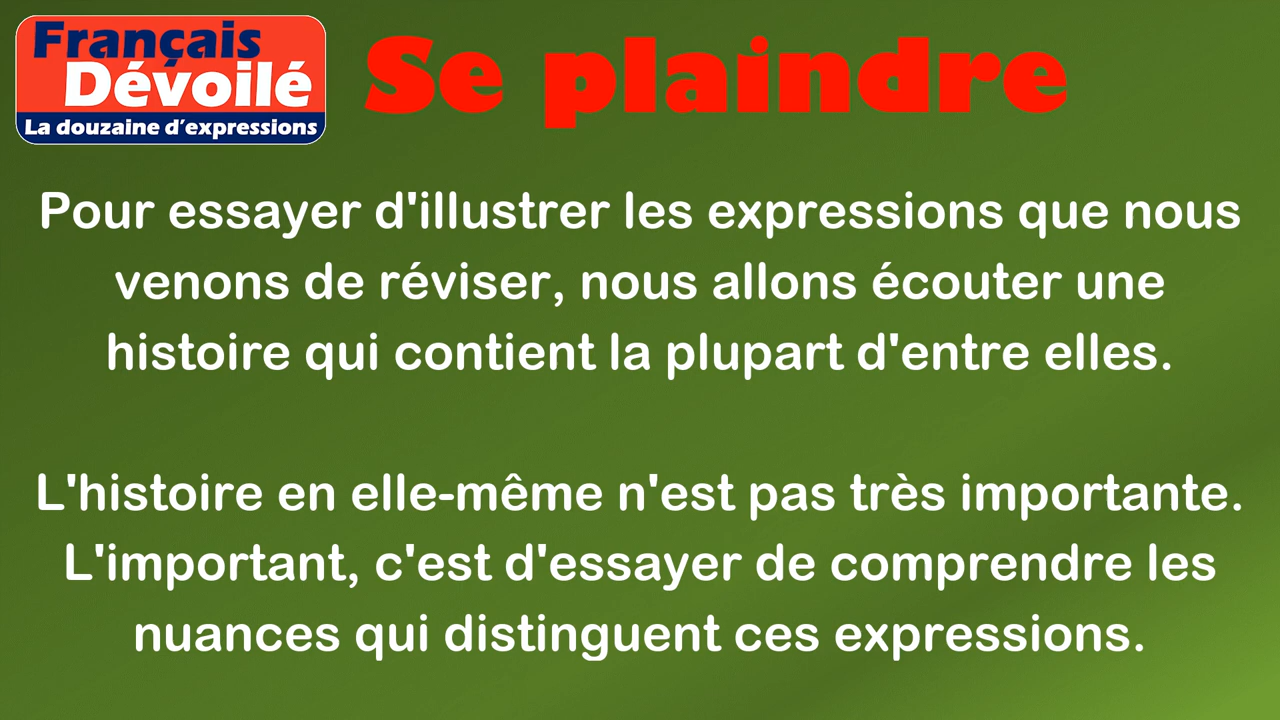 Français
Dévoilé
La douzaine d'expressions
Se plaindre
Pour essayer d'illustrer les expressions que nous
venons de réviser, nous allons écouter une
histoire qui contient la plupart d'entre elles.
L'histoire en elle-même n'est pas très importante.
L'important, c'est d'essayer de comprendre les
nuances qui distinguent ces expressions.